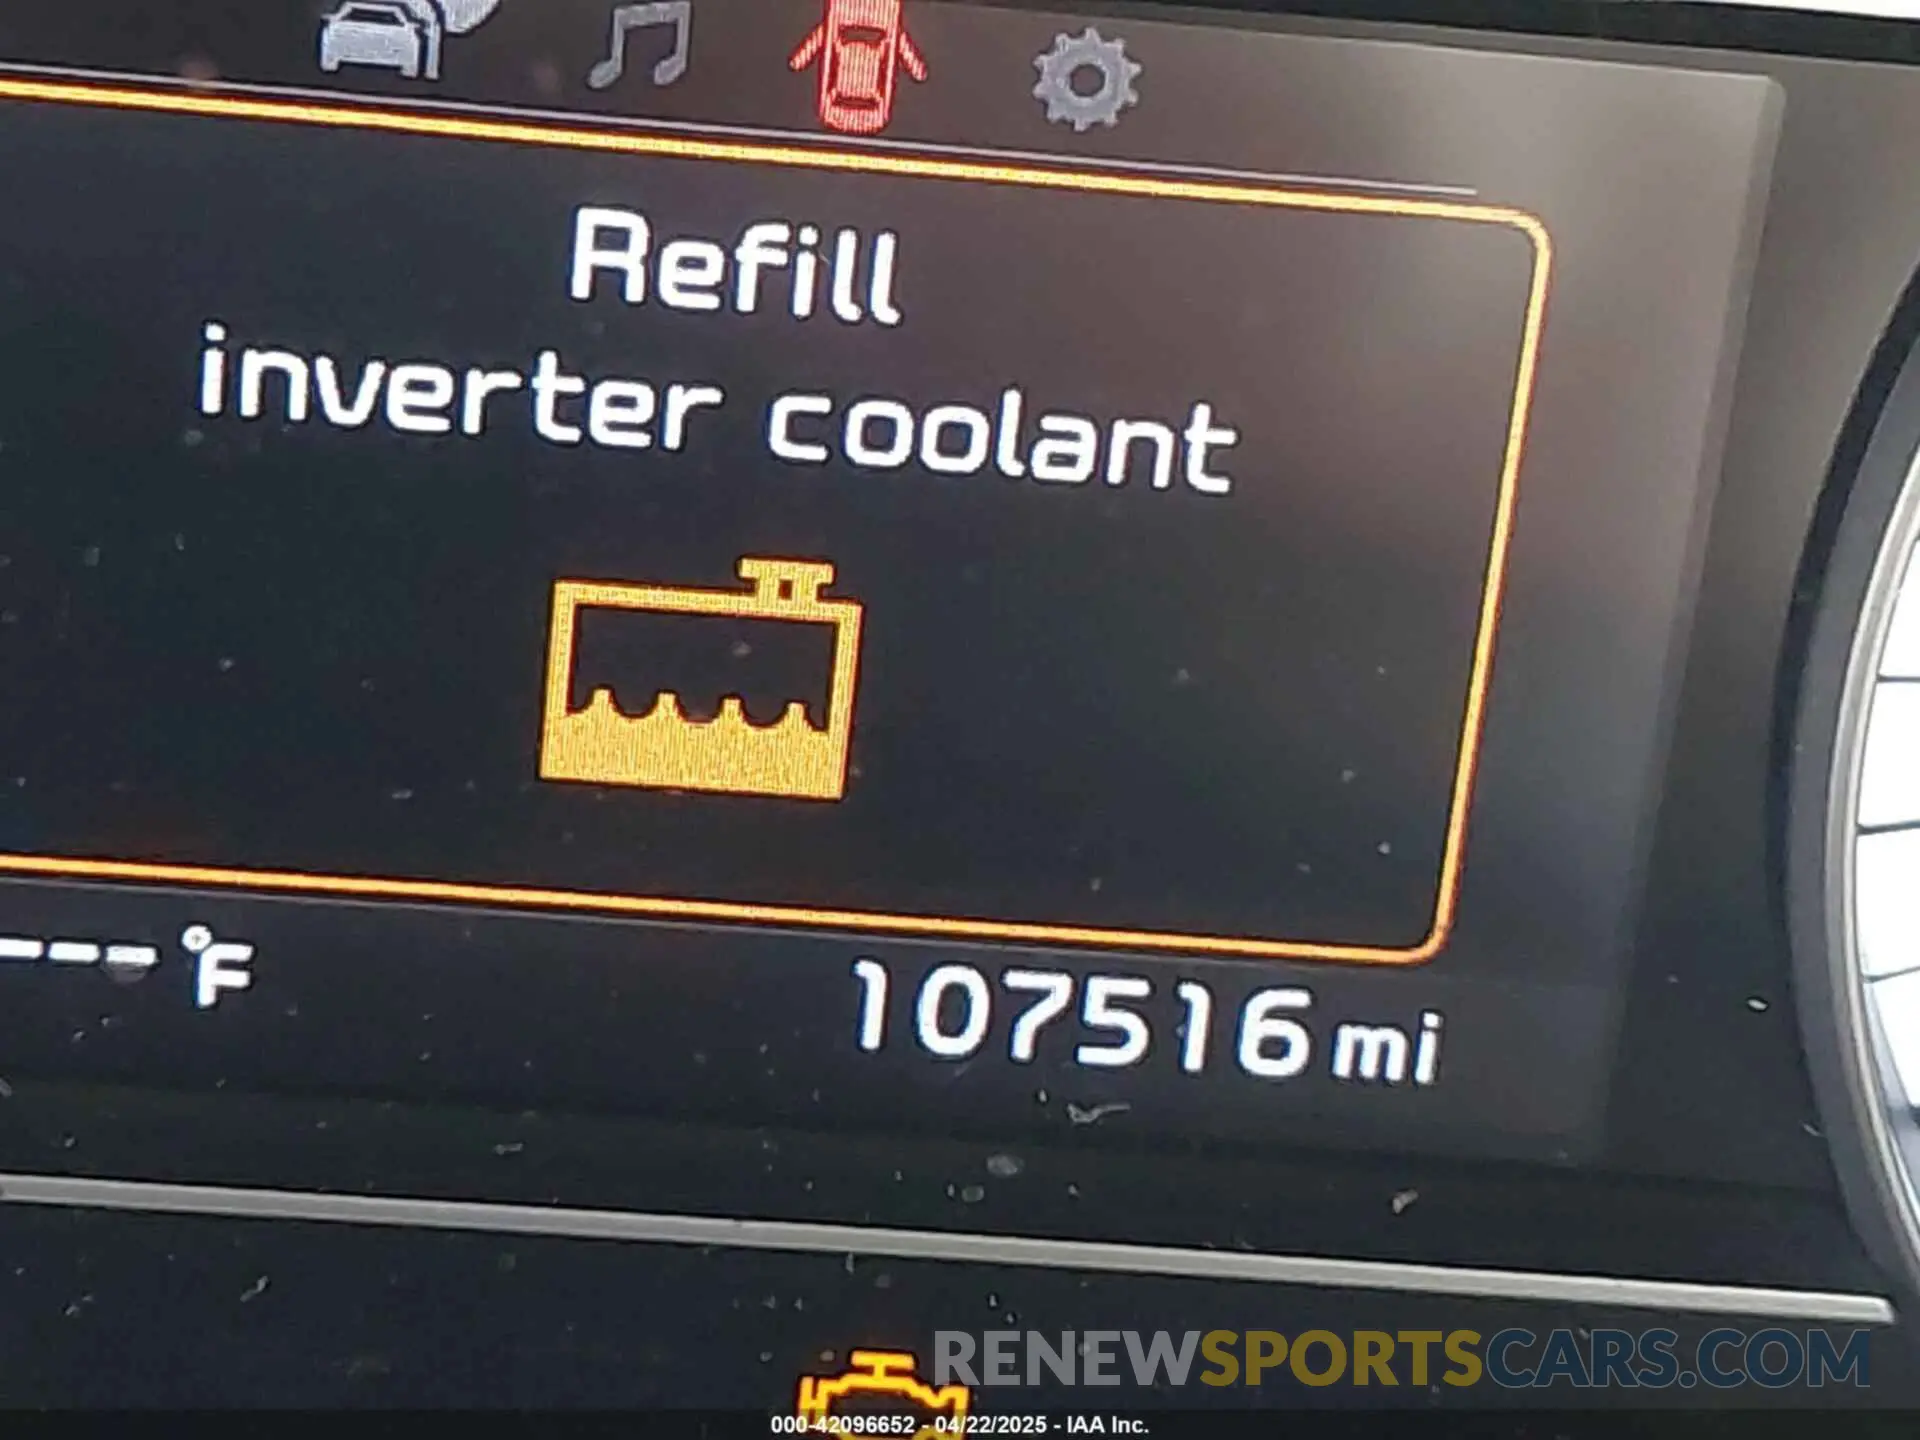 Refill
inverter coolant
---°F
107516 mi
RENEWSPORTSCARS.COM
000-42096652 - 04/22/2025 - IAA Inc.